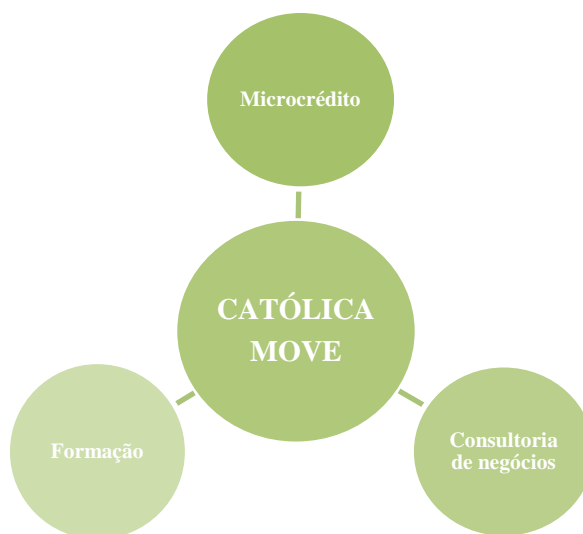 Microcrédito
CATÓLICA
MOVE
Formação
Consultoria
de negócios